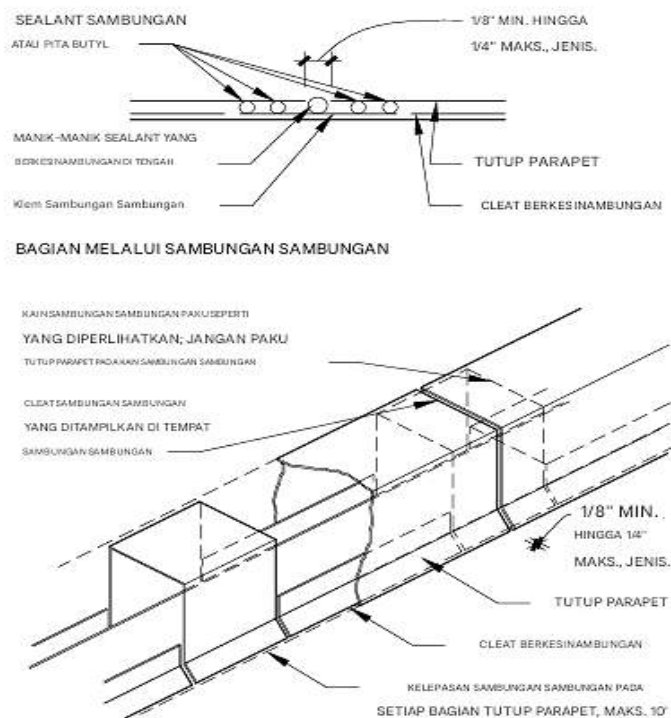 SEALANT SAMBUNGAN
ATAU PITA BUTYL
1/8" MIN. HINGGA
1/4" MAKS., JENIS.
MANIK-MANIK SEALANT YANG
BERKESINAMBUNGAN DI TENGAH
Klem Sambungan Sambungan
TUTUP PARAPET
CLEAT BERKESINAMBUNGAN
BAGIAN MELALUI SAMBUNGAN SAMBUNGAN
KAIN SAMBUNGAN SAMBUNGAN PAKU SEPERTI
YANG DIPERLIHATKAN; JANGAN PAKU
TUTUP PARAPET PADA KAIN SAMBUNGAN SAMBUNGAN
CLEAT SAMBUNGAN SAMBUNGAN
YANG DITAMPILKAN DI TEMPAT
SAMBUNGAN SAMBUNGAN
1/8" MIN.
HINGGA 1/4"
MAKS., JENIS.
TUTUP PARAPET
CLEAT BERKESINAMBUNGAN
KELEPASAN SAMBUNGAN SAMBUNGAN PADA
SETIAP BAGIAN TUTUP PARAPET, MAKS. 10'